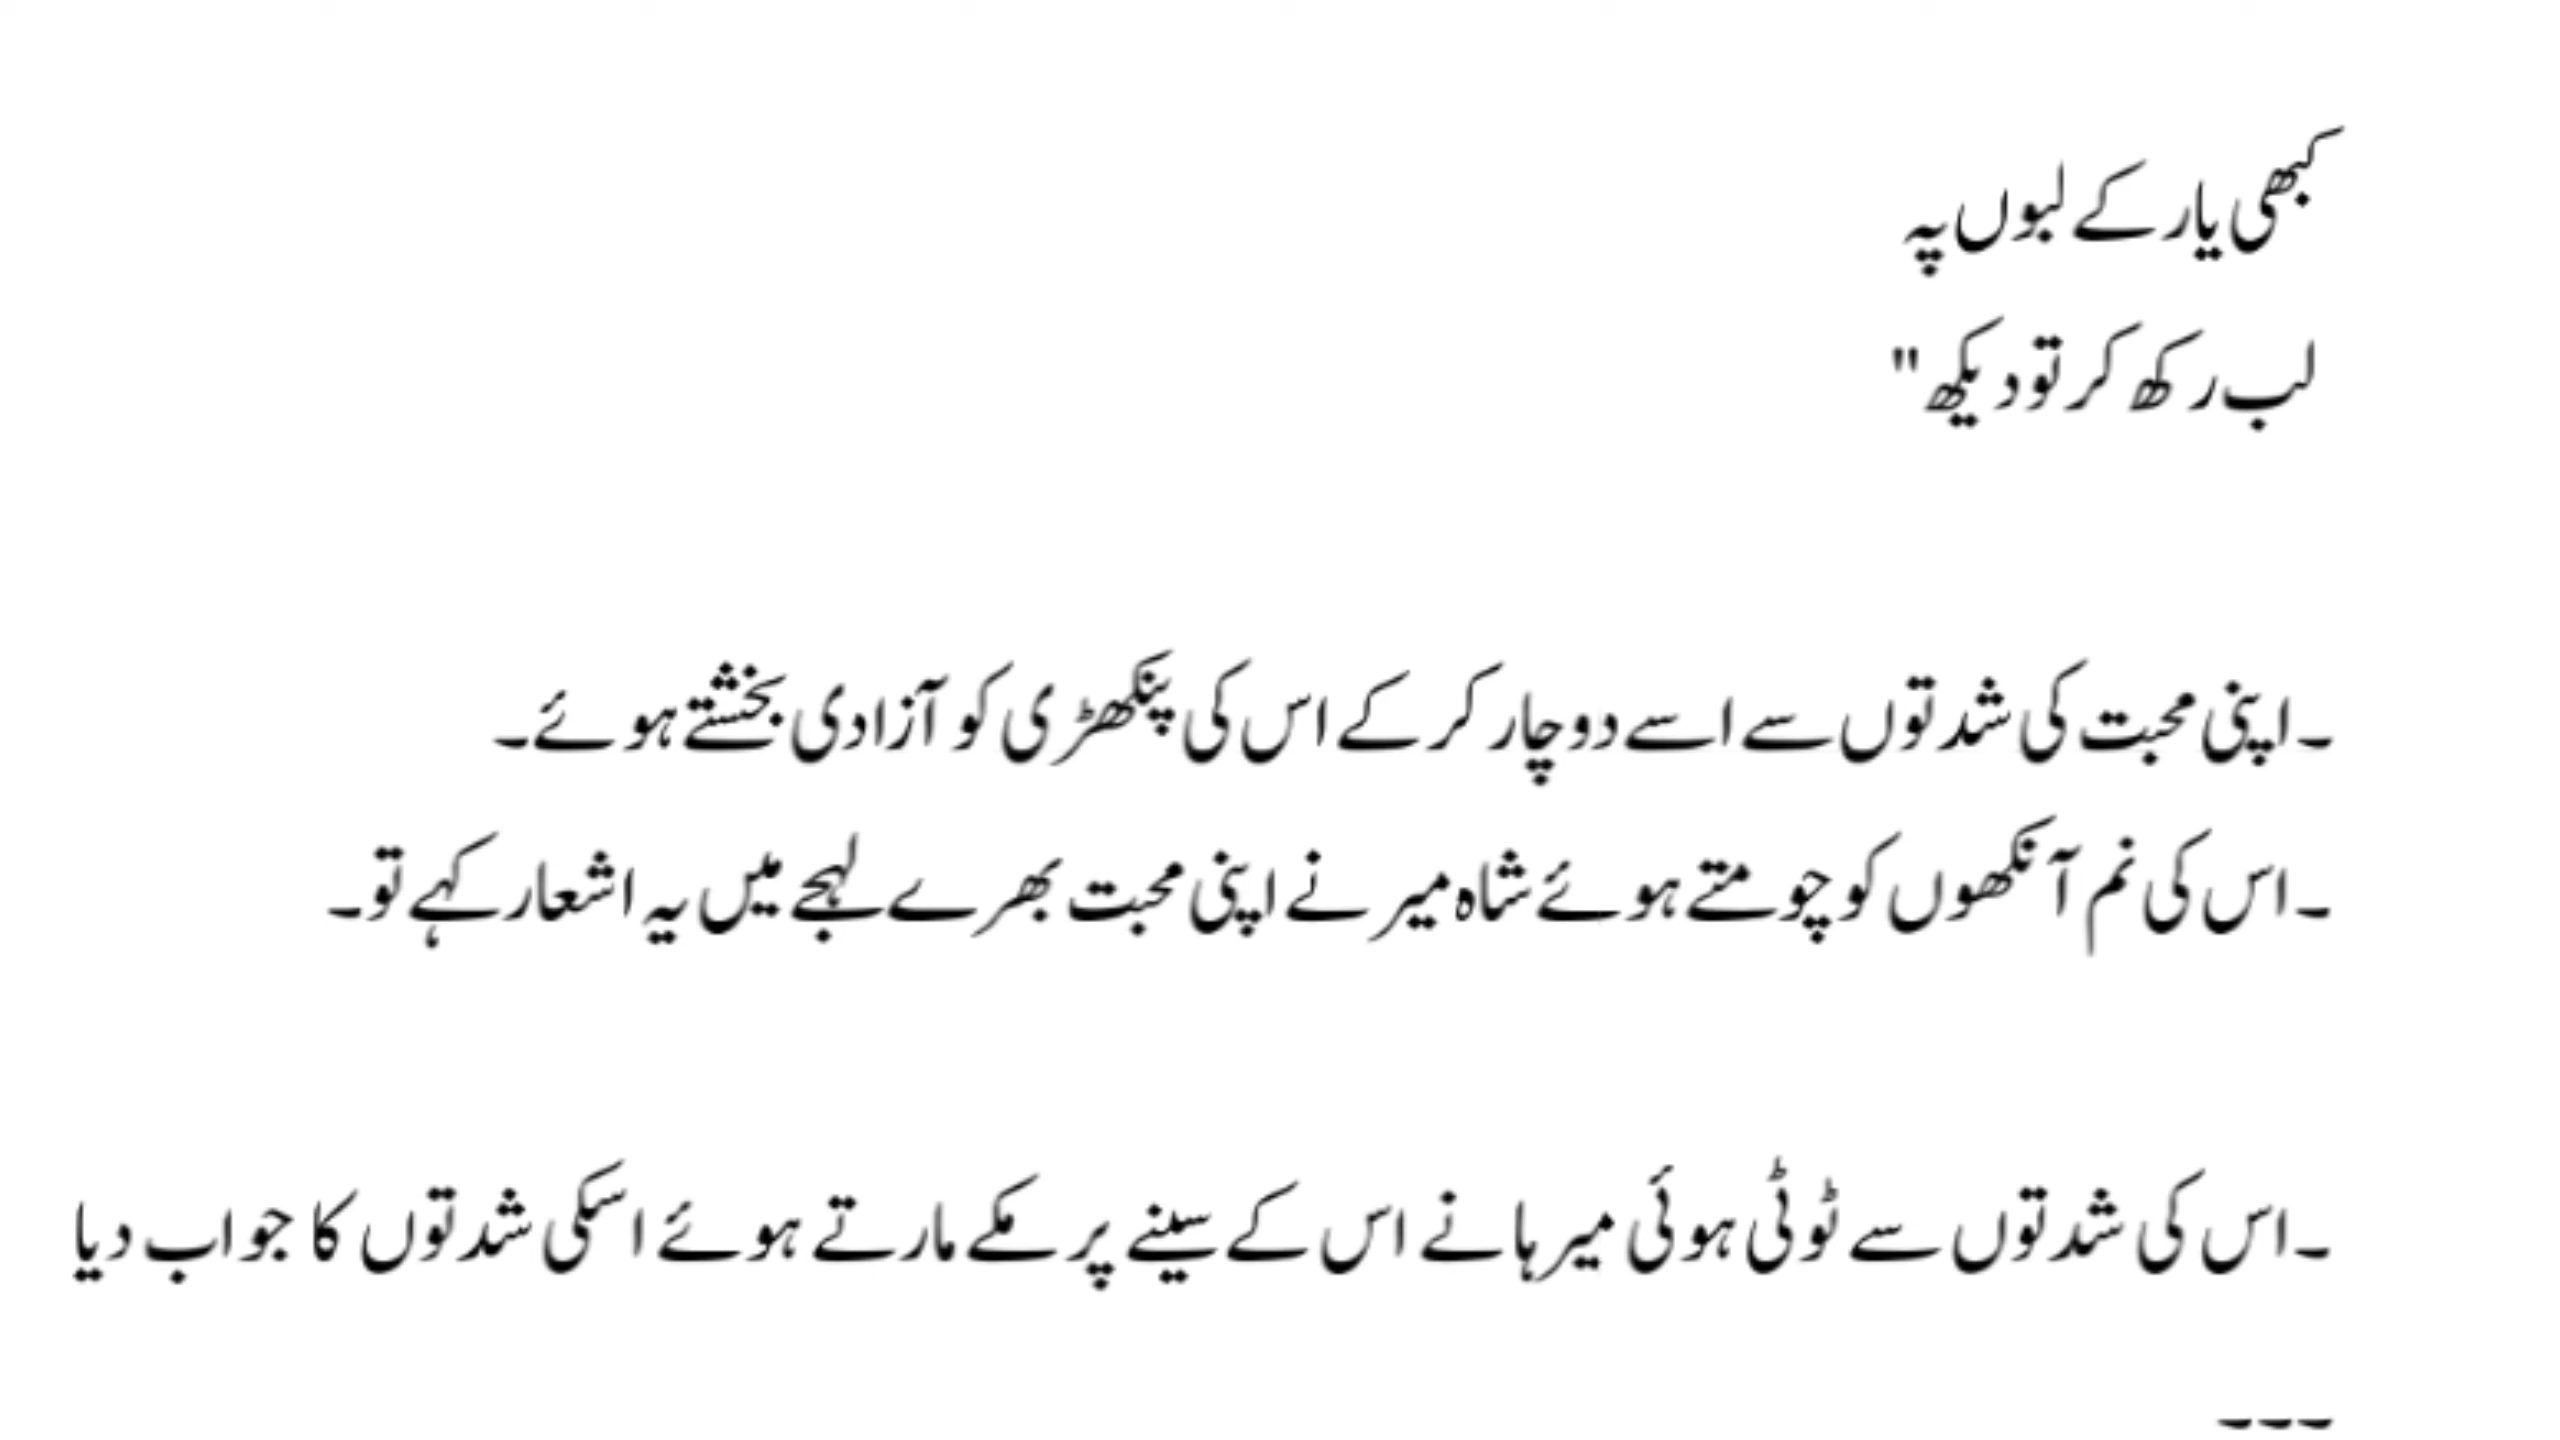 کبھی یار کے لبوں پہ
لب رکھ کر تو دیکھ"
۔اپنی محبت کی شدتوں سے اسے دوچار کر کے اس کی پنکھڑی کو آزادی بخشتے ہوئے۔
۔اس کی نم آنکھوں کو چومتے ہوئے شاہ میر نے اپنی محبت بھرے لہجے میں یہ اشعار کہے تو۔
۔اس کی شدتوں سے ٹوٹی ہوئی میرہا نے اس کے سینے پر مکے مارتے ہوئے اسکی شدتوں کا جواب دیا
۔۔۔